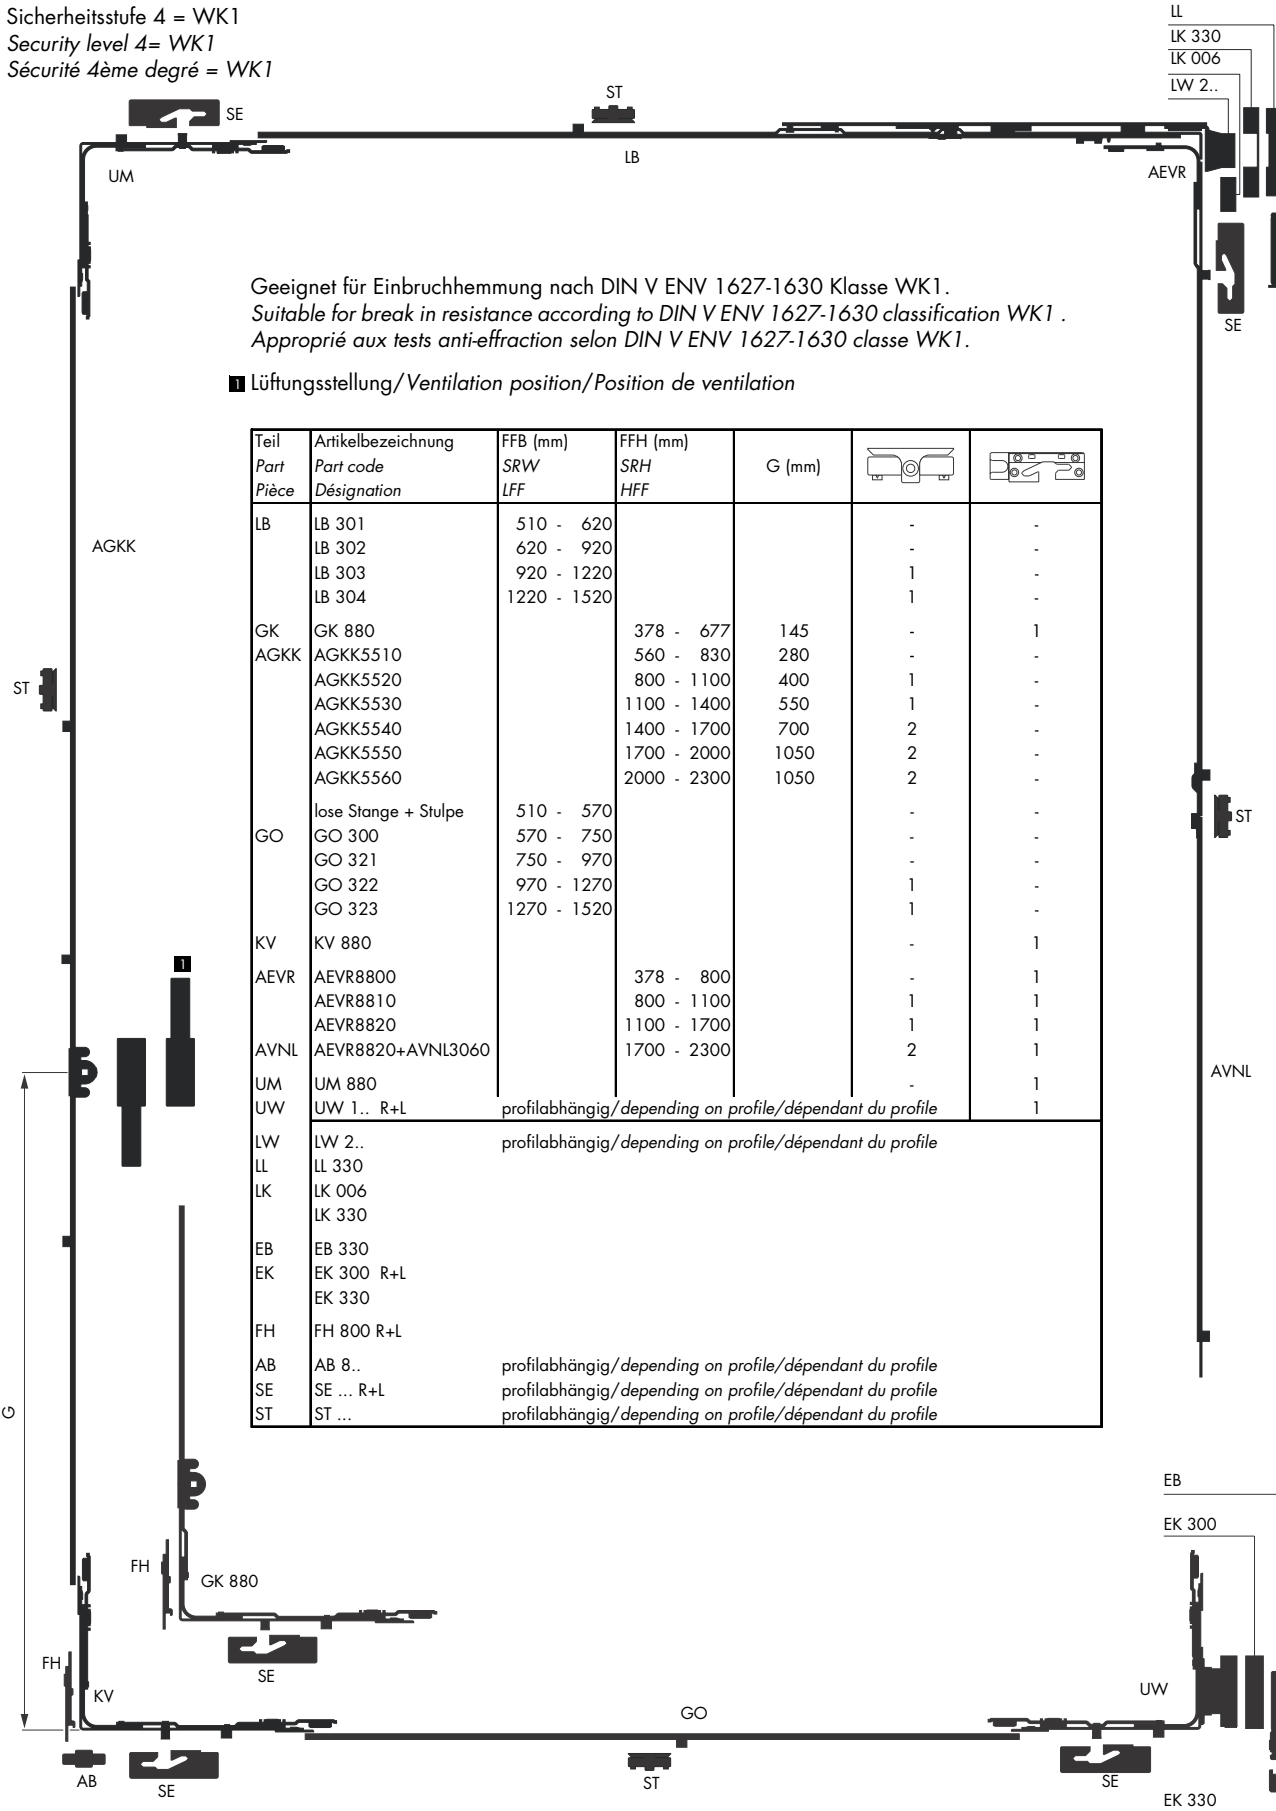 Sicherheitsstufe 4 = WK1
Security level 4= WK1
Sécurité 4ème degré = WK1
LL
LK 330
LK 006
LW 2..
SE
ST
UM
LB
AEVR
SE
Geeignet für Einbruchhemmung nach DIN V ENV 1627-1630 Klasse WK1.
Suitable for break in resistance according to DIN V ENV 1627-1630 classification WK1 .
Approprié aux tests anti-effraction selon DIN V ENV 1627-1630 classe WK1.
1 Lüftungsstellung/Ventilation position/Position de ventilation
Teil Artikelbezeichnung FFB (mm) FFH (mm)
Part Part code SRW SRH G (mm)
Pièce Désignation LFF HFF
LB LB 301 510 - 620 - -
LB 302 620 - 920 - -
LB 303 920 - 1220 1 -
LB 304 1220 - 1520 1 -
GK GK 880 378 - 677 145 - 1
AGKK AGKK5510 560 - 830 280 - -
AGKK5520 800 - 1100 400 1 -
AGKK5530 1100 - 1400 550 1 -
AGKK5540 1400 - 1700 700 2 -
AGKK5550 1700 - 2000 1050 2 -
AGKK5560 2000 - 2300 1050 2 -
lose Stange + Stulpe 510 - 570 - -
GO GO 300 570 - 750 - -
GO 321 750 - 970 - -
GO 322 970 - 1270 1 -
GO 323 1270 - 1520 1 -
KV KV 880 - 1
AEVR AEVR8800 378 - 800 - 1
AEVR8810 800 - 1100 1 1
AEVR8820 1100 - 1700 1 1
AVNL AEVR8820+AVNL3060 1700 - 2300 2 1
UM UM 880 - 1
UW UW 1.. R+L profilabhängig/depending on profile/dépendant du profile 1
LW LW 2.. profilabhängig/depending on profile/dépendant du profile
LL LL 330
LK LK 006
LK 330
EB EB 330
EK EK 300 R+L
EK 330
FH FH 800 R+L
AB AB 8.. profilabhängig/depending on profile/dépendant du profile
SE SE ... R+L profilabhängig/depending on profile/dépendant du profile
ST ST ... profilabhängig/depending on profile/dépendant du profile
AGKK
ST
ST
1
AVNL
G
EB
EK 300
FH
GK 880
SE
FH
KV
UW
GO
AB
SE
ST
SE
EK 330